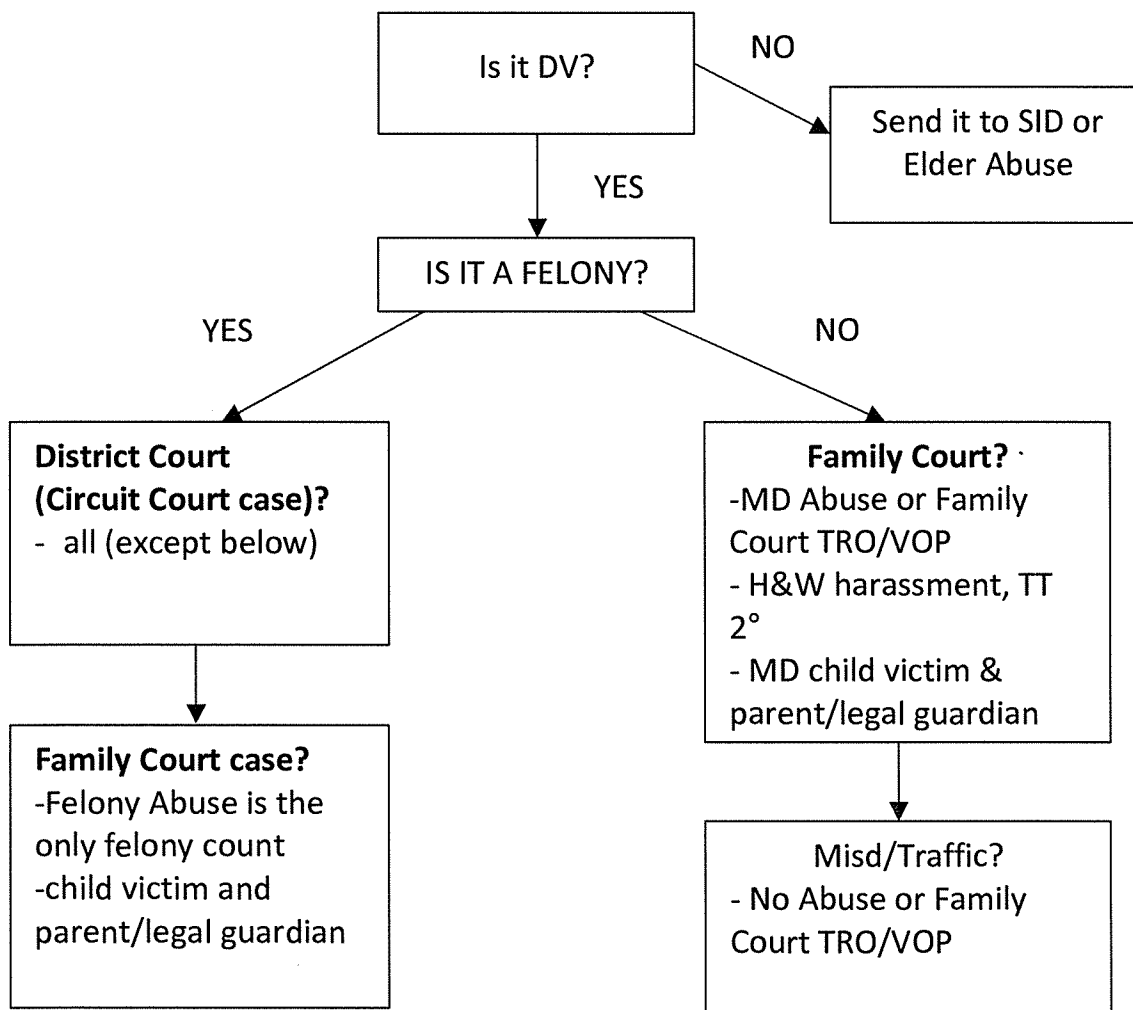 Is it DV?
NO
Send it to SID or
Elder Abuse
YES
IS IT A FELONY?
YES
NO
District Court
(Circuit Court case)?
- all (except below)
Family Court?
-MD Abuse or Family
Court TRO/VOP
- H&W harassment, TT
2°
- MD child victim &
parent/legal guardian
Family Court case?
-Felony Abuse is the
only felony count
-child victim and
parent/legal guardian
Misd/Traffic?
- No Abuse or Family
Court TRO/VOP